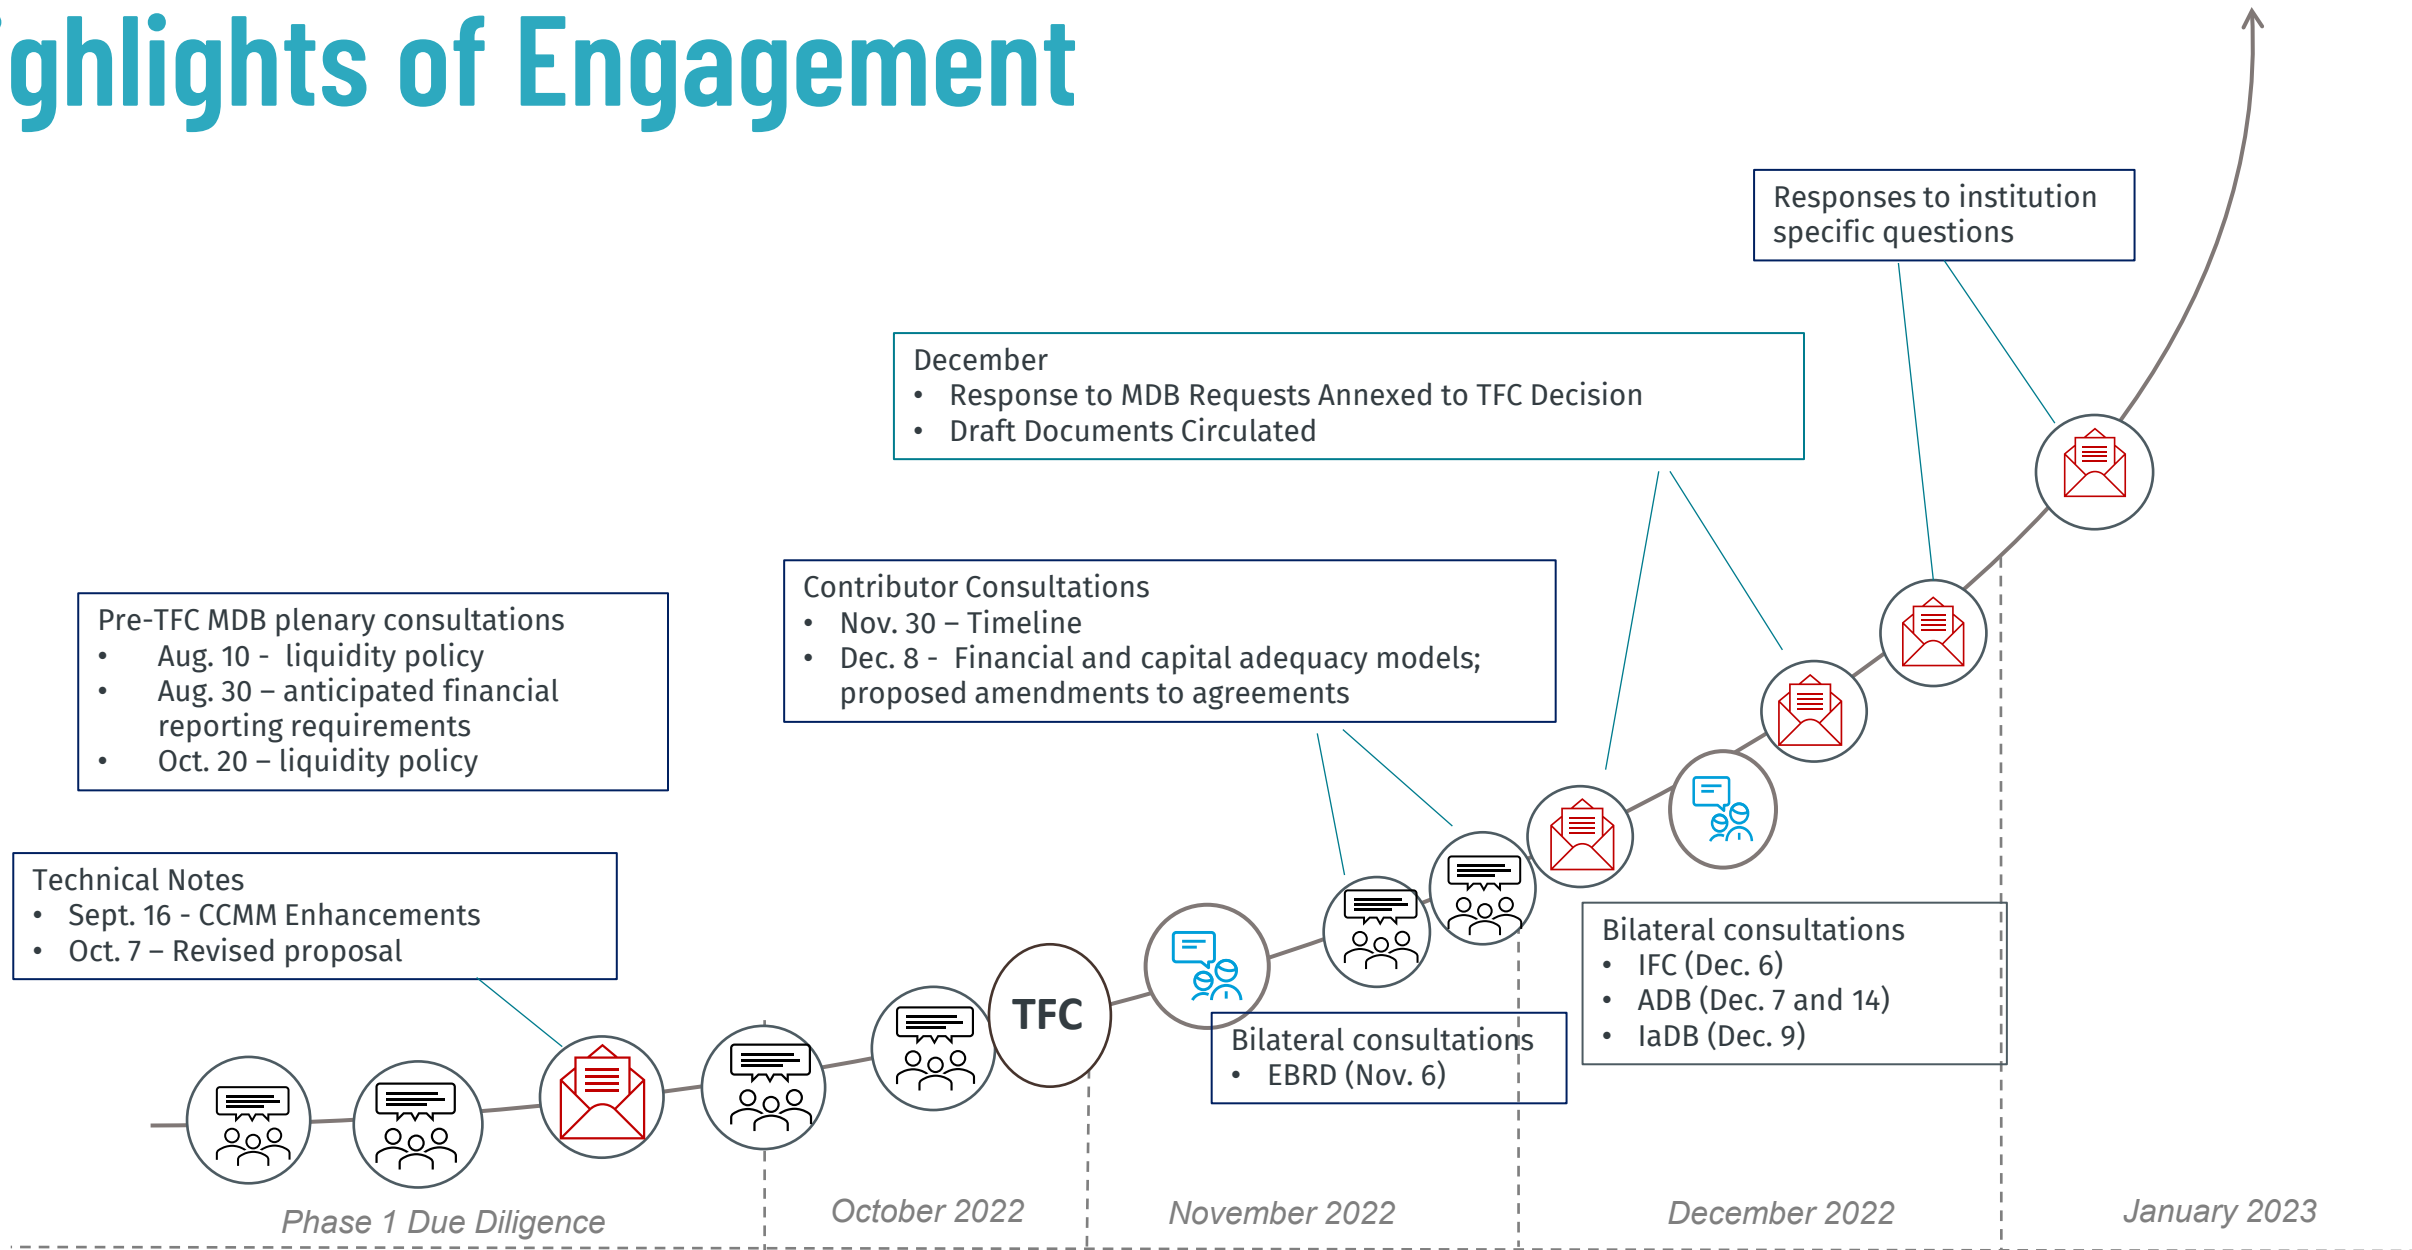 ghlights of Engagement
Responses to institution
specific questions
December
• Response to MDB Requests Annexed to TFC Decision
• Draft Documents Circulated
Contributor Consultations
• Nov. 30 – Timeline
• Dec. 8 - Financial and capital adequacy models;
proposed amendments to agreements
Pre-TFC MDB plenary consultations
• Aug. 10 - liquidity policy
• Aug. 30 – anticipated financial
reporting requirements
• Oct. 20 – liquidity policy
Technical Notes
• Sept. 16 - CCMM Enhancements
• Oct. 7 – Revised proposal
TFC
Bilateral consultations
• EBRD (Nov. 6)
Bilateral consultations
• IFC (Dec. 6)
• ADB (Dec. 7 and 14)
• IaDB (Dec. 9)
Phase 1 Due Diligence
October 2022
November 2022
December 2022
January 2023